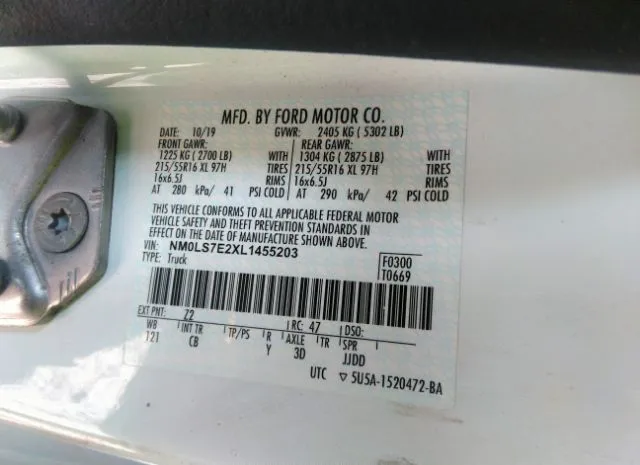 MFD. BY FORD MOTOR CO.
DATE: 10/19 GVWR: 2405 KG ( 5302 LB)
FRONT GAWR: REAR GAWR:
1225 KG ( 2700 LB) WITH 1304 KG ( 2875 LB) WITH
215/55R16 XL 97H TIRES 215/55R16 XL 97H TIRES
16x6.5J RIMS 16x6.5J RIMS
AT 280 kPa/ 41 PSI COLD AT 290 kPa/ 42 PSI COLD
THIS VEHICLE CONFORMS TO ALL APPLICABLE FEDERAL MOTOR
VEHICLE SAFETY AND THEFT PREVENTION STANDARDS IN
EFFECT ON THE DATE OF MANUFACTURE SHOWN ABOVE.
VIN: NM0LS7E2XL1455203
TYPE: Truck F0300
T0669
EXT PNT: Z2 RC: 47 DSO:
WB INT TR TP/PS R AXLE TR SPR
121 CB Y 3D JJDD
UTC ▽ 5U5A-1520472-BA